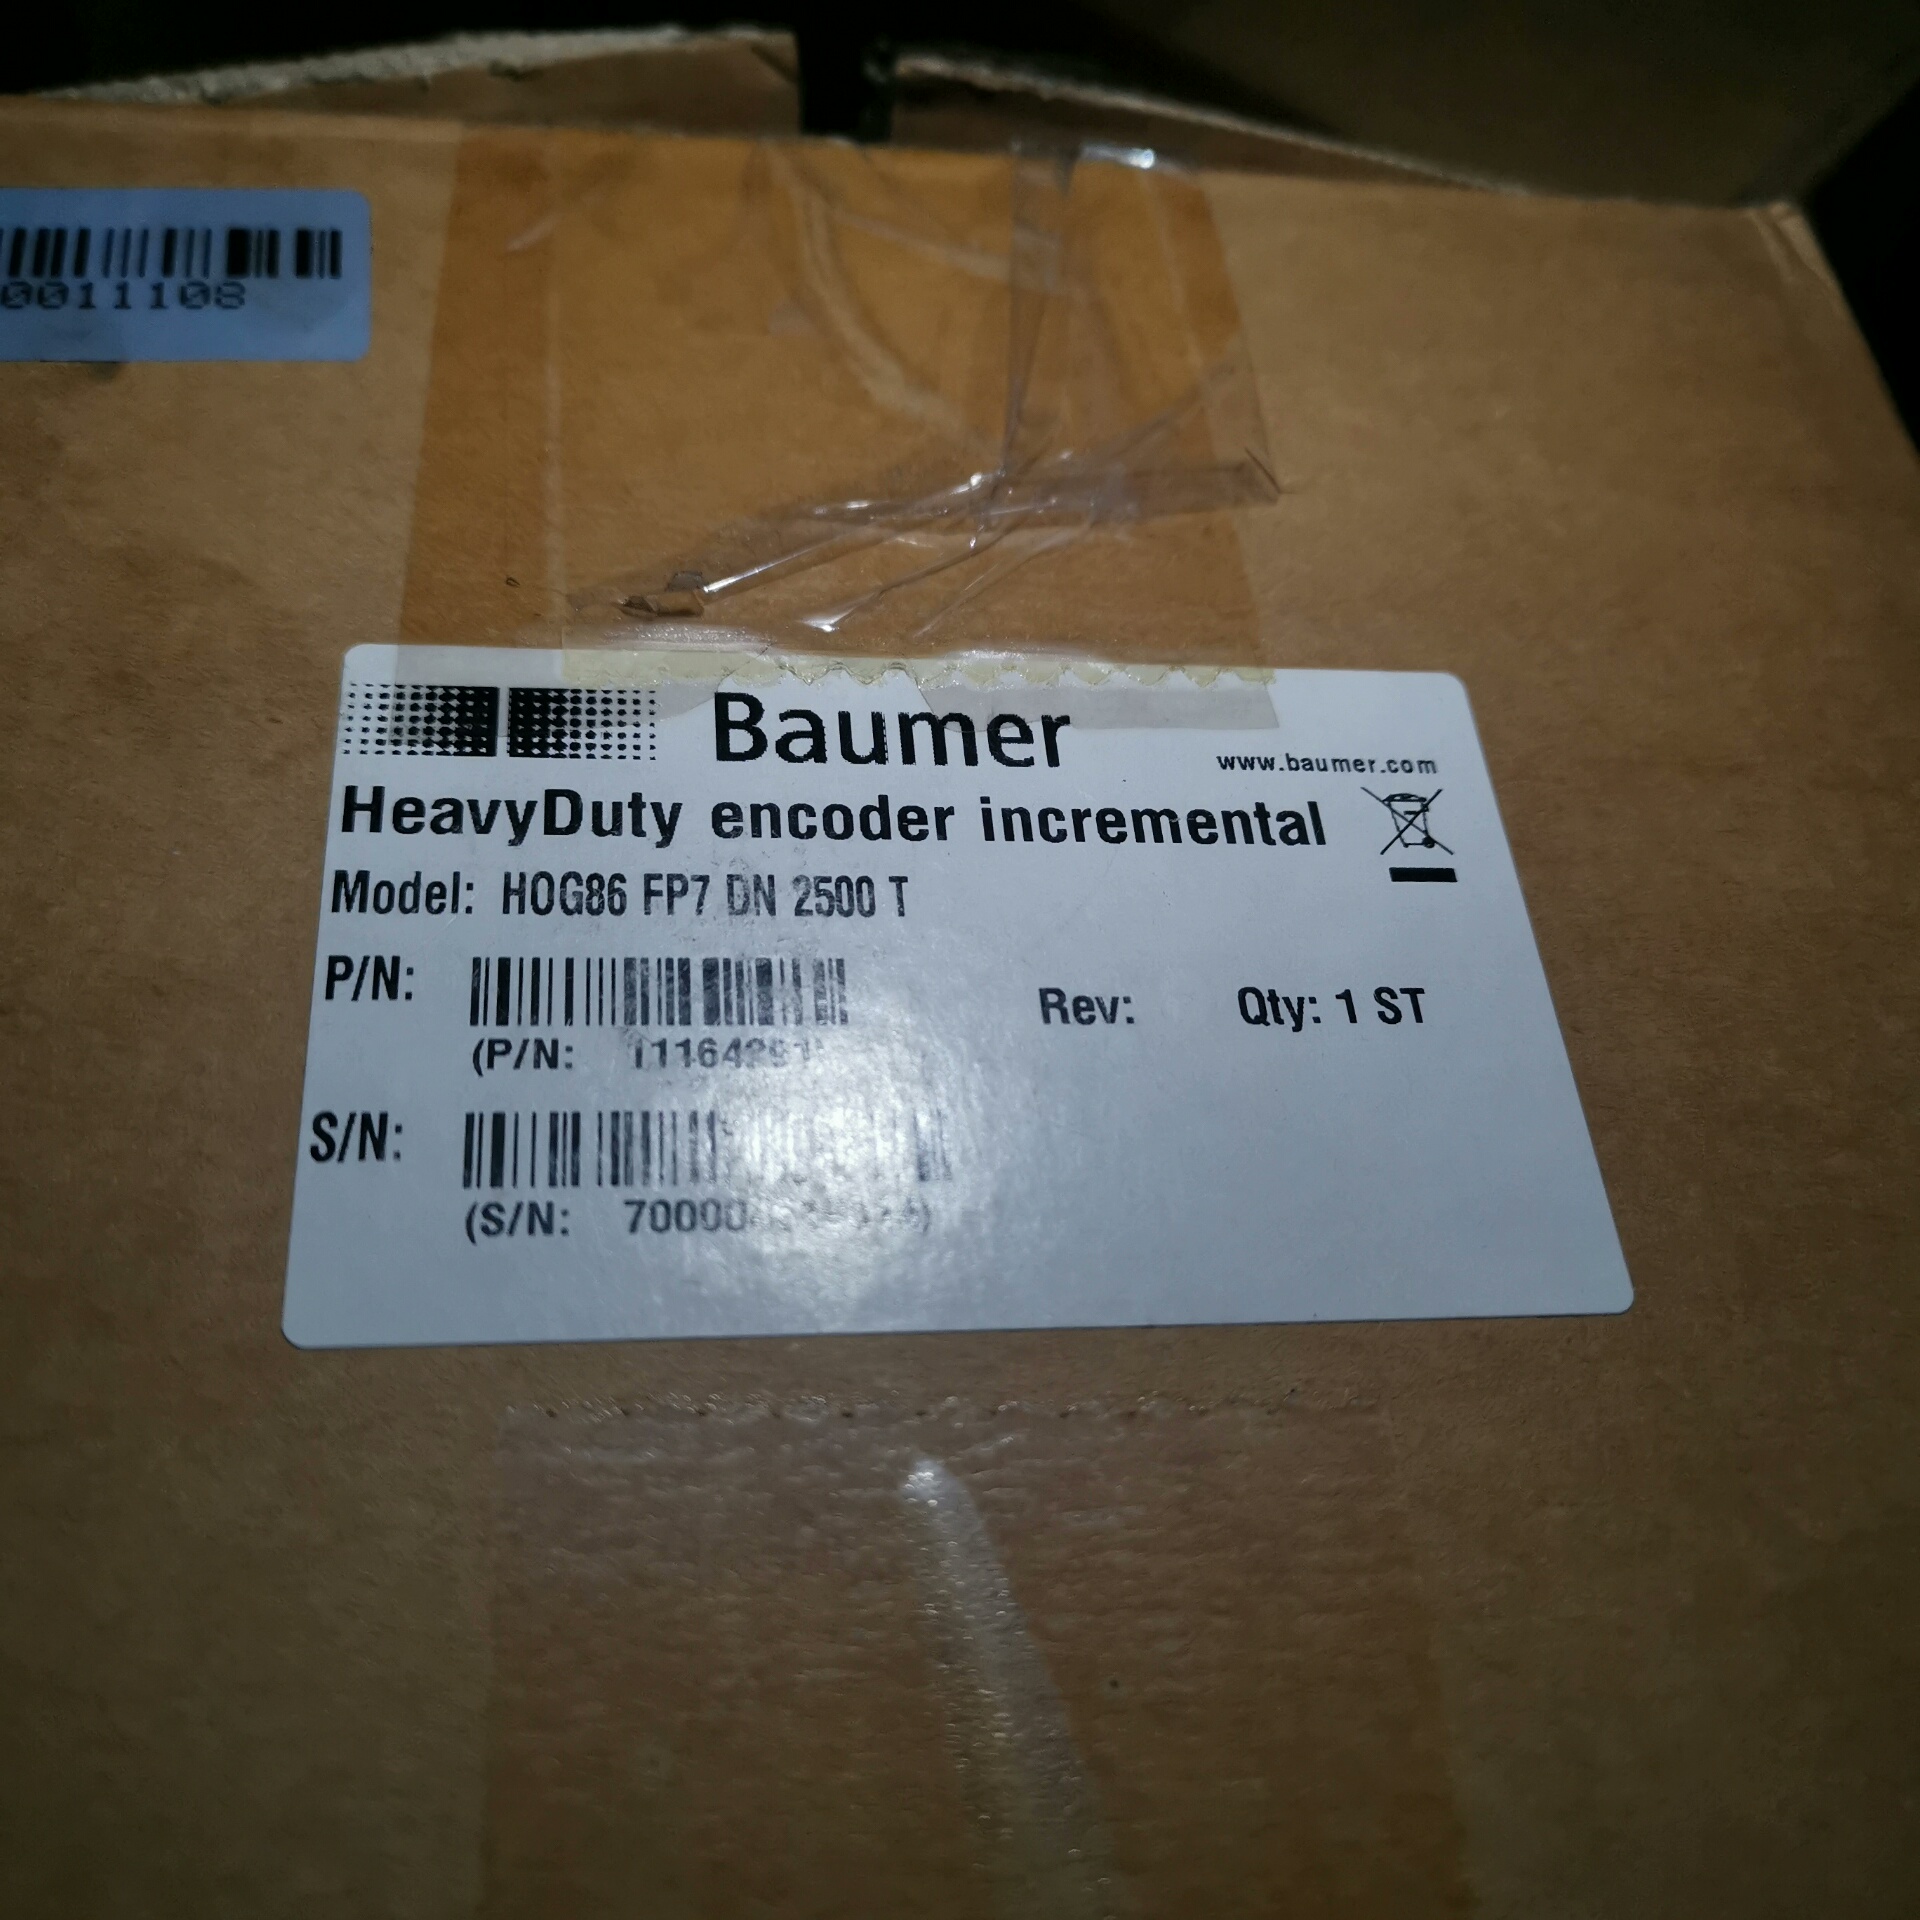 0011108
Baumer
www.baumer.com
HeavyDuty encoder incremental
Model: HOG86 FP7 DN 2500 T
P/N:
Rev: Qty: 1 ST
(P/N:
S/N:
(S/N: